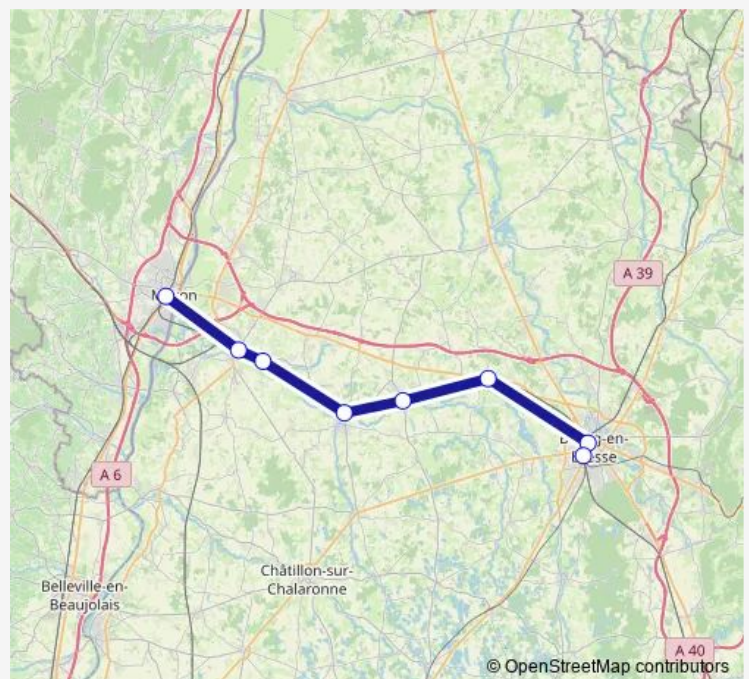 A 39
A 6
Châtillon-sur-
Chalaronne
Belleville-en-
Beaujolais
A 40
© OpenStreetMap contributors